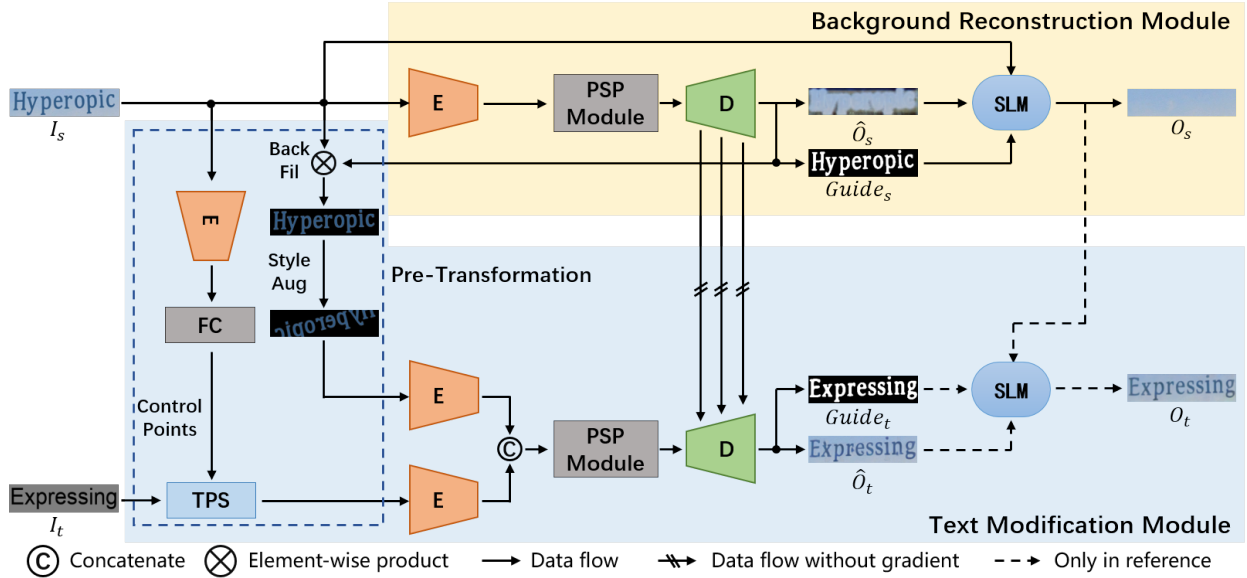 Background Reconstruction Module
Hyperopic
I_s
E
PSP
Module
D
Ô_s
SLM
O_s
Hyperopic
Guide_s
Back
Fil
E
Hyperopic
Style
Aug
Pre-Transformation
FC
Hyperopic
Control
Points
E
Expressing
Guide_t
SLM
Expressing
O_t
C
PSP
Module
D
Expressing
Ô_t
Expressing
I_t
TPS
E
Text Modification Module
C Concatenate
Element-wise product
Data flow
Data flow without gradient
Only in reference